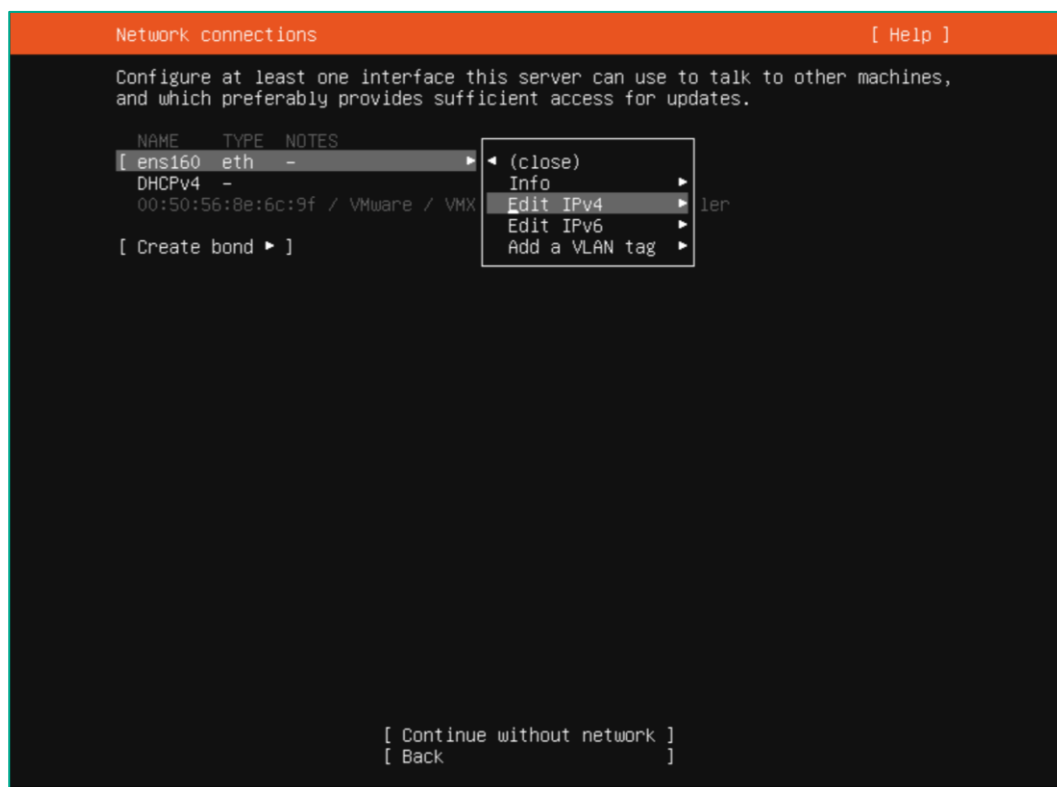 Network connections [ Help ]
Configure at least one interface this server can use to talk to other machines,
and which preferably provides sufficient access for updates.
NAME TYPE NOTES
[ ens160 eth - ▸ ◂ (close)
DHCPv4 - Info ▸
00:50:56:8e:6c:9f / VMware / VMX Edit IPv4 ▸ ler
Edit IPv6 ▸
[ Create bond ▸ ] Add a VLAN tag ▸
[ Continue without network ]
[ Back ]